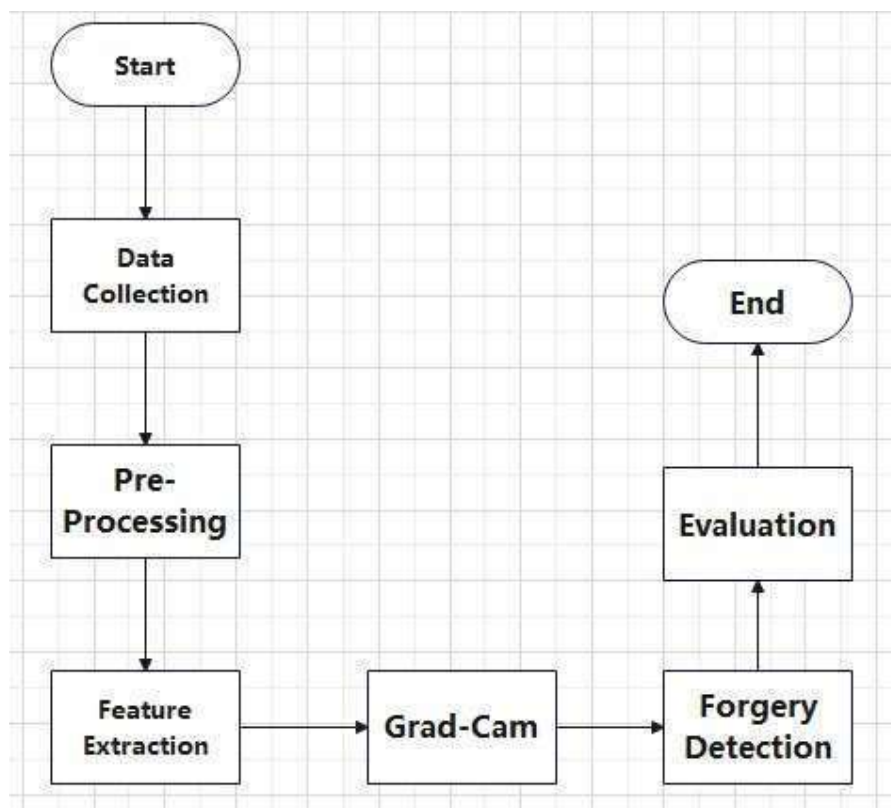 Start
Data
Collection
Pre-
Processing
Feature
Extraction
Grad-Cam
Forgery
Detection
Evaluation
End